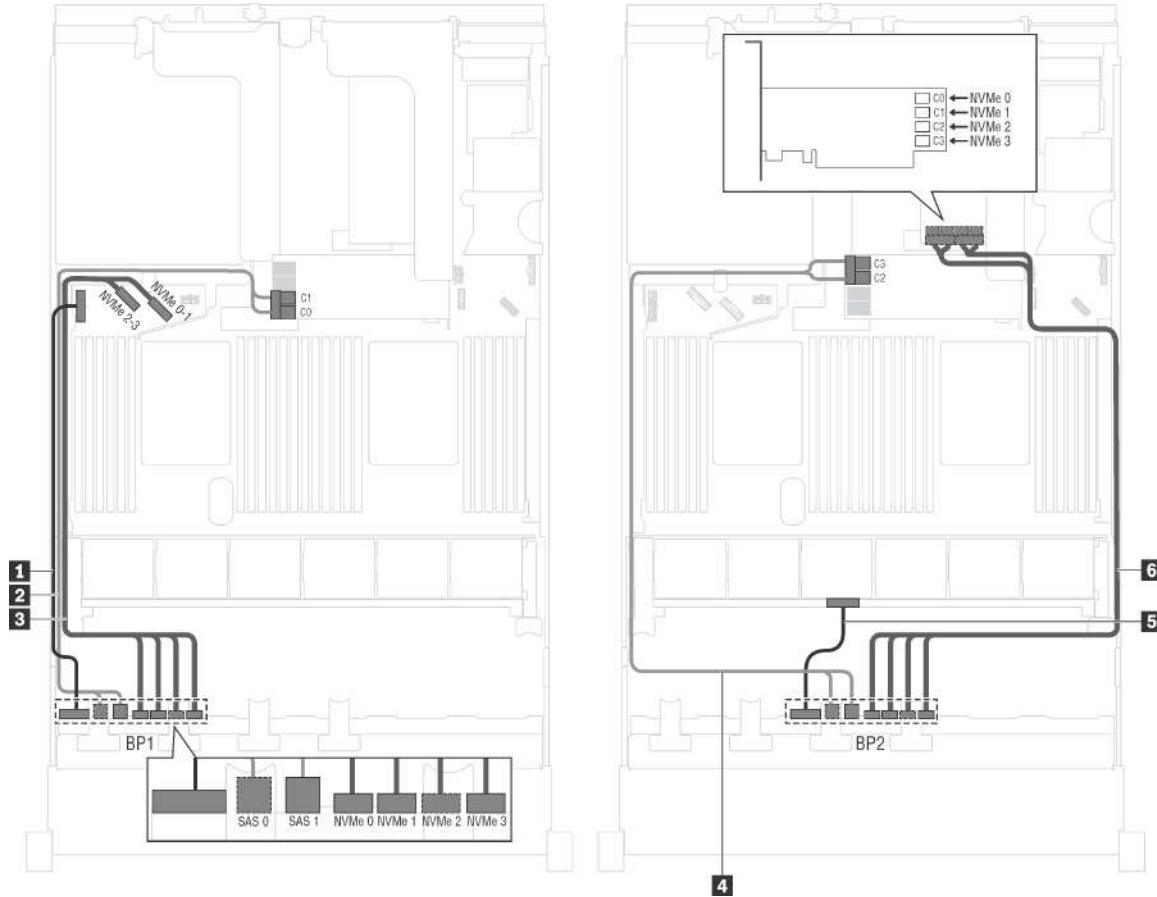 C0 NVMe 0
C1 NVMe 1
C2 NVMe 2
C3 NVMe 3
NVMe 2-3
NVMe 0-1
C1
C0
C3
C2
1
2
3
6
5
BP1
BP2
SAS 0 SAS 1 NVMe 0 NVMe 1 NVMe 2 NVMe 3
4